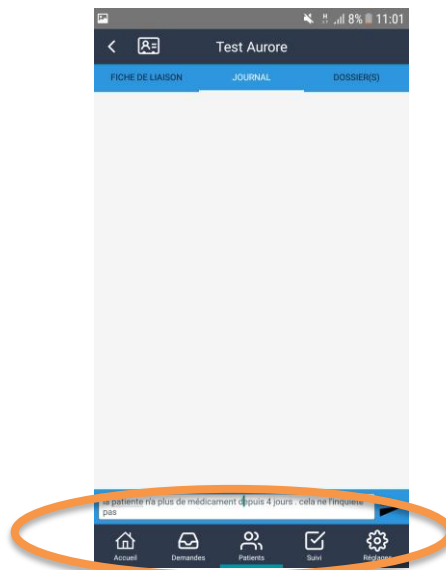 8% 11:01
Test Aurore
FICHE DE LIAISON JOURNAL DOSSIER(S)
la patiente n'a plus de médicament depuis 4 jours . cela ne l'inquiete
pas
Accueil Demandes Patients Suivi Réglages